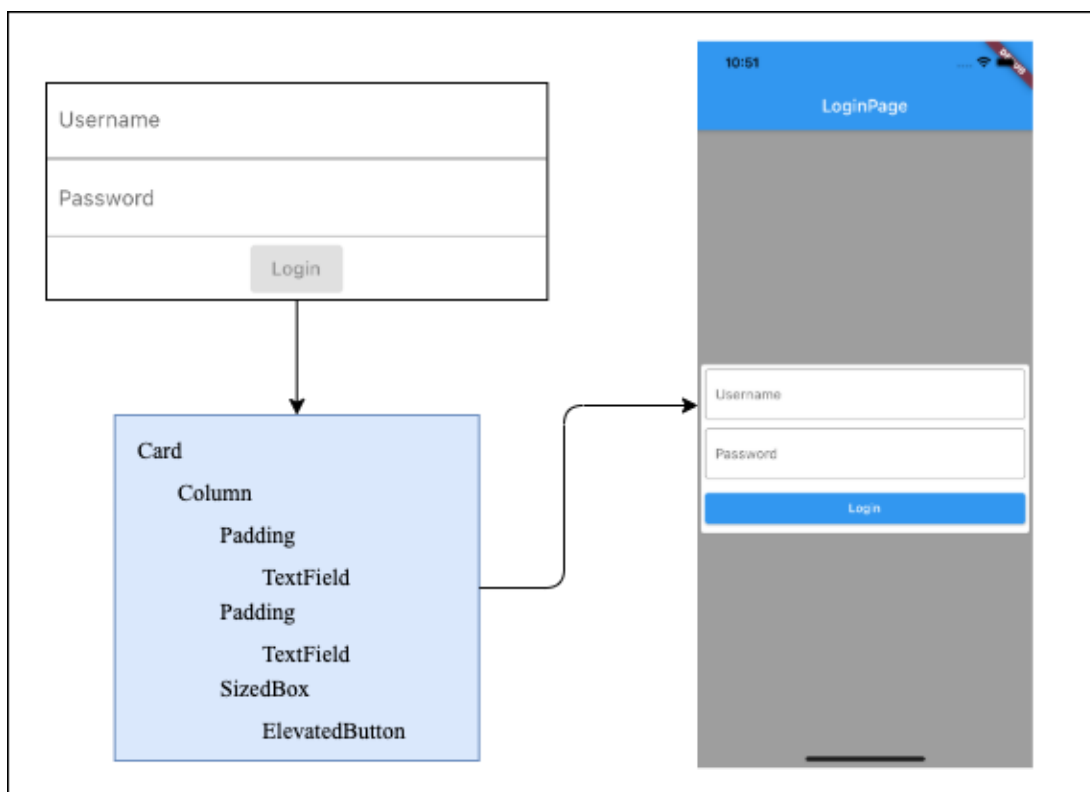 Username
Password
Login
Card
Column
Padding
TextField
Padding
TextField
SizedBox
ElevatedButton
10:51
LoginPage
Username
Password
Login